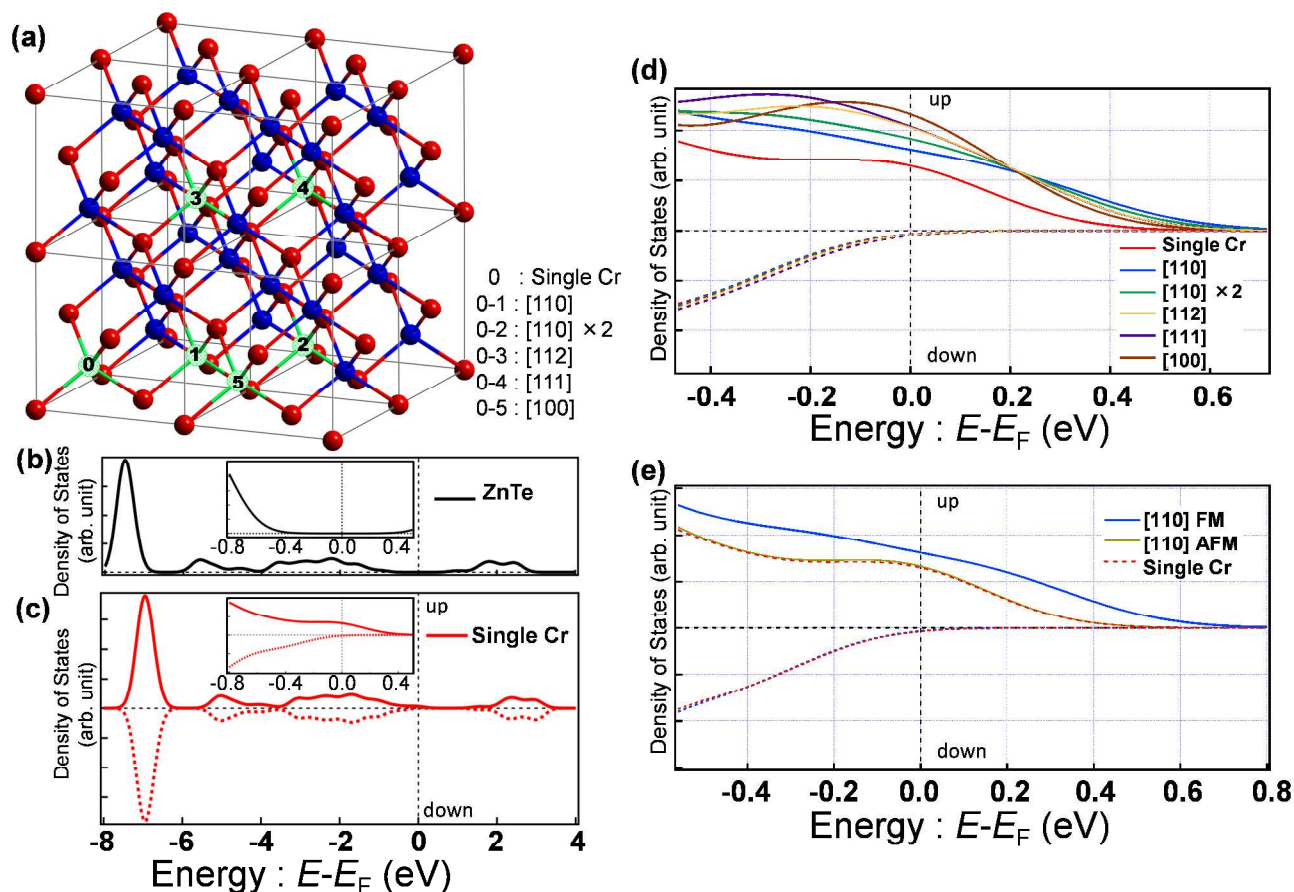 (a)
3
4
0
1
2
5
0 : Single Cr
0-1 : [110]
0-2 : [110] ×2
0-3 : [112]
0-4 : [111]
0-5 : [100]
(b)
Density of States
(arb. unit)
-0.8 -0.4 0.0 0.4
ZnTe
(c)
Density of States
(arb. unit)
-0.8 -0.4 0.0 0.4
up
Single Cr
down
-8 -6 -4 -2 0 2 4
Energy : E-EF (eV)
(d)
Density of States (arb. unit)
up
down
Single Cr
[110]
[110] ×2
[112]
[111]
[100]
-0.4 -0.2 0.0 0.2 0.4 0.6
Energy : E-EF (eV)
(e)
Density of States (arb. unit)
up
down
[110] FM
[110] AFM
Single Cr
-0.4 -0.2 0.0 0.2 0.4 0.6 0.8
Energy : E-EF (eV)